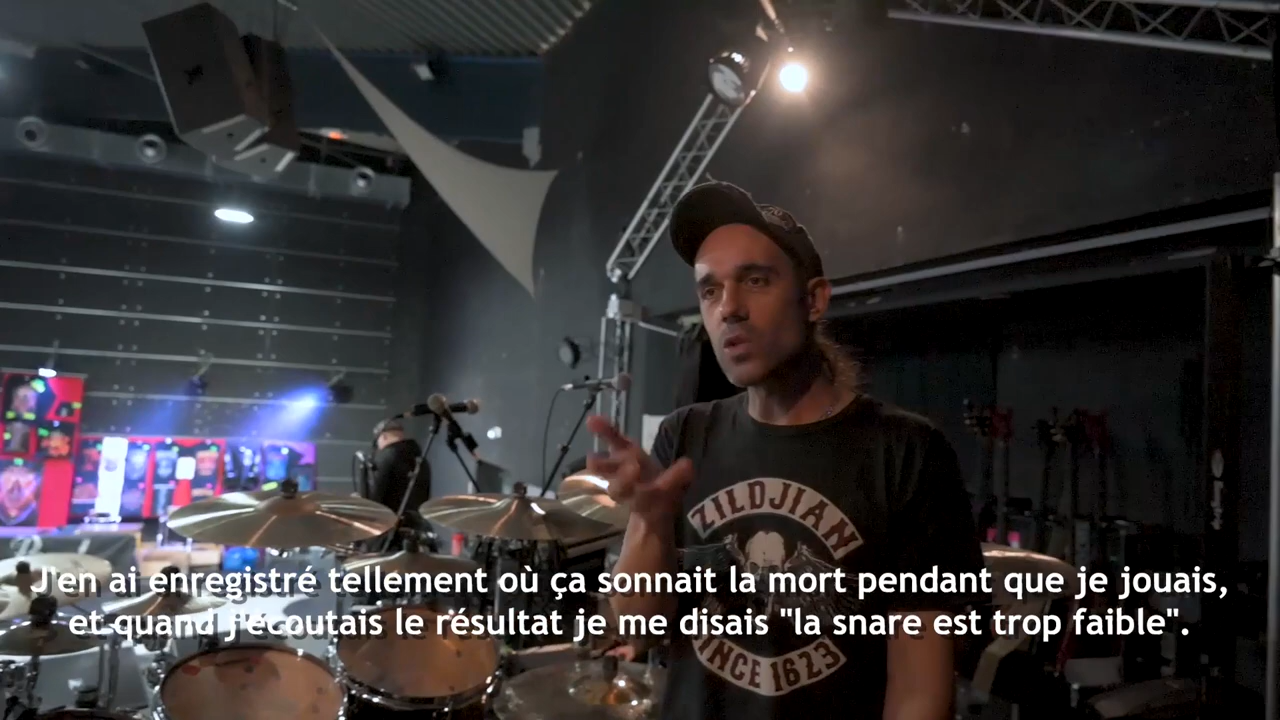 ZILDJIAN
J'en ai enregistré tellement où ça sonnait la mort pendant que je jouais,
et quand j'écoutais le résultat je me disais "la snare est trop faible".
SINCE 1623